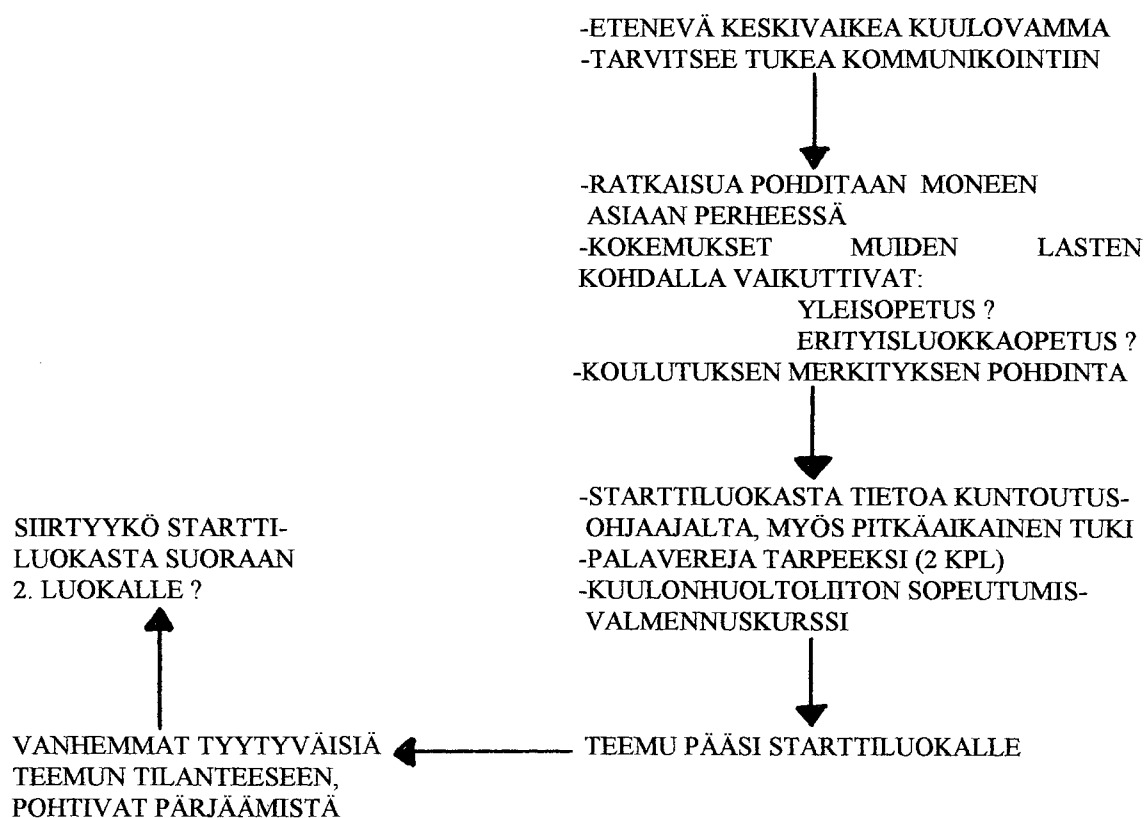 -ETENEVÄ KESKIVAIKEA KUULOVAMMA
-TARVITSEE TUKEA KOMMUNIKOINTIIN
-RATKAISUA POHDITAAN MONEEN
ASIAAN PERHEESSÄ
-KOKEMUKSET MUIDEN LASTEN
KOHDALLA VAIKUTTIVAT:
YLEISOPETUS ?
ERITYISLUOKKAOPETUS ?
-KOULUTUKSEN MERKITYKSEN POHDINTA
-STARTTILUOKASTA TIETOA KUNTOUTUS-
OHJAAJALTA, MYÖS PITKÄAIKAINEN TUKI
-PALAVEREJA TARPEEKSI (2 KPL)
-KUULONHUOLTOLIITON SOPEUTUMIS-
VALMENNUSKURSSI
TEEMU PÄÄSI STARTTILUOKALLE
VANHEMMAT TYYTYVÄISIÄ
TEEMUN TILANTEESEEN,
POHTIVAT PÄRJÄÄMISTÄ
SIIRTYYKÖ STARTTI-
LUOKASTA SUORAAN
2. LUOKALLE ?